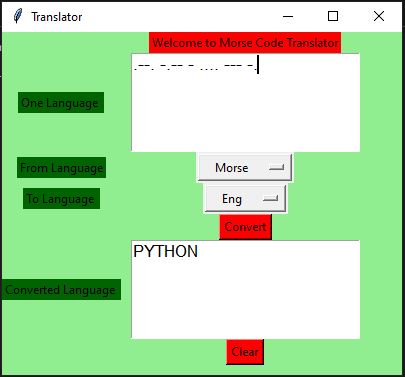 Translator
Welcome to Morse Code Translator
.--. -.-- - .... --- -.
One Language
From Language
Morse
To Language
Eng
Convert
PYTHON
Converted Language
Clear